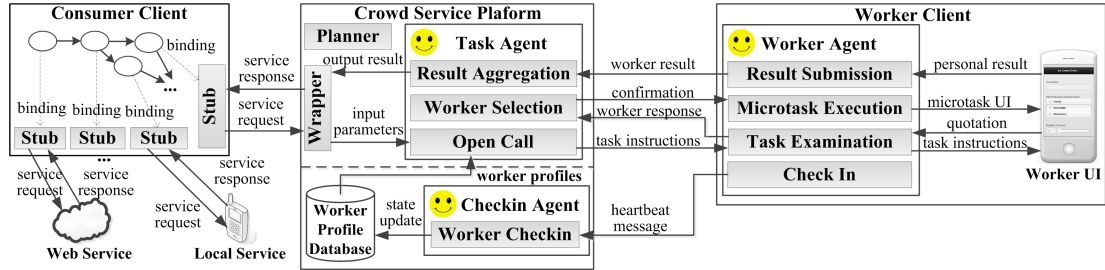 Consumer Client
binding
binding
binding
binding
Stub
Stub
Stub
...
...
Stub
service
request
service
response
service
request
service
response
Web Service
Local Service
service
response
service
request
Crowd Service Plaform
Planner
Wrapper
output result
input
parameters
Task Agent
Result Aggregation
Worker Selection
Open Call
worker profiles
Worker
Profile
Database
state
update
Checkin Agent
Worker Checkin
worker result
confirmation
worker response
task instructions
heartbeat
message
Worker Client
Worker Agent
Result Submission
Microtask Execution
Task Examination
Check In
personal result
microtask UI
quotation
task instructions
Worker UI